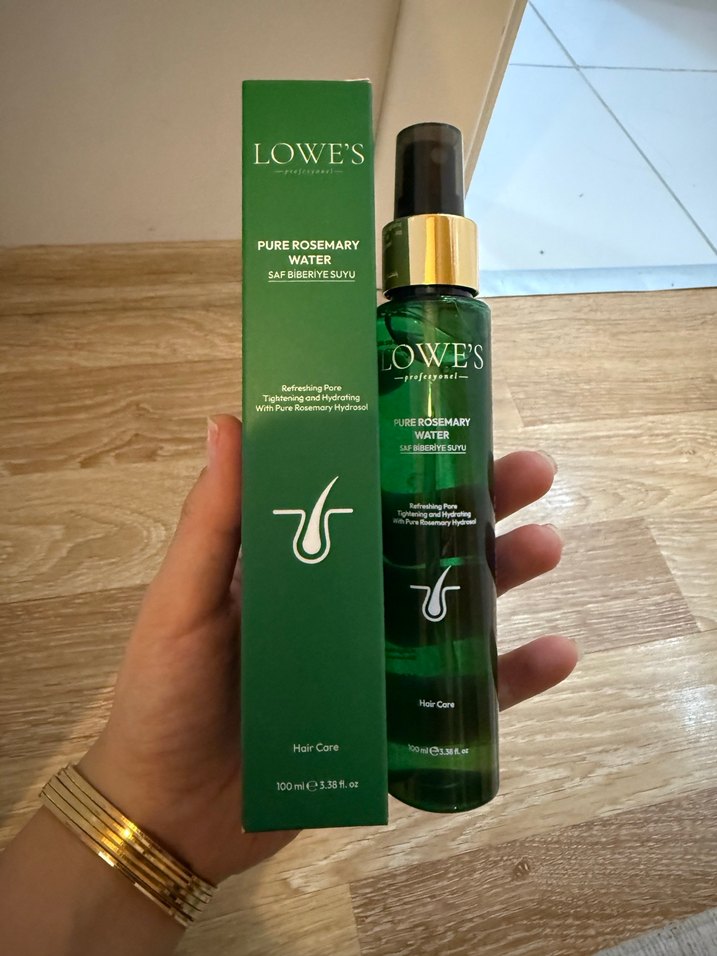 LOWE'S
profesyonel
PURE ROSEMARY
WATER
SAF BİBERİYE SUYU
Refreshing Pore
Tightening and Hydrating
With Pure Rosemary Hydrosol
Hair Care
100 ml ℮ 3.38 fl. oz
LOWE'S
profesyonel
PURE ROSEMARY
WATER
SAF BİBERİYE SUYU
Refreshing Pore
Tightening and Hydrating
With Pure Rosemary Hydrosol
Hair Care
100 ml ℮ 3.38 fl. oz